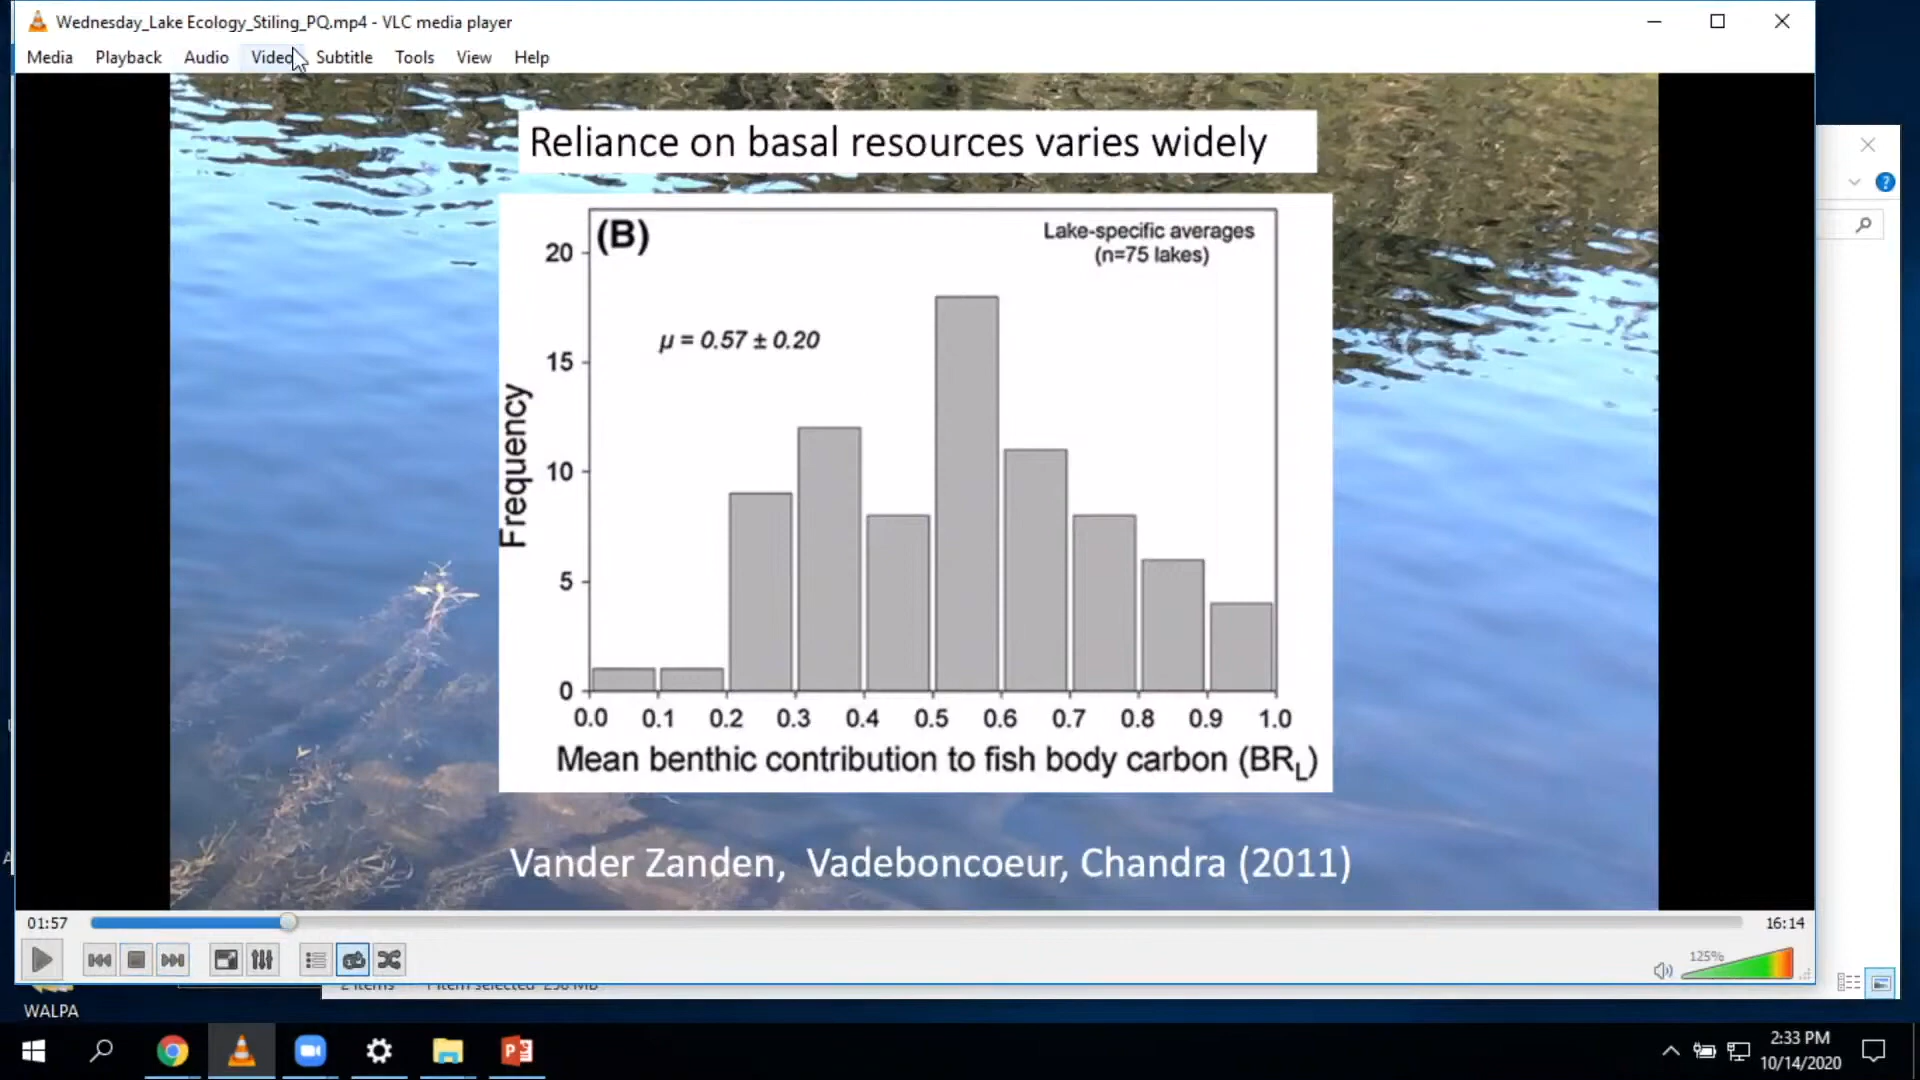 Wednesday_Lake Ecology_Stiling_PQ.mp4 - VLC media player
Media Playback Audio Video Subtitle Tools View Help
Reliance on basal resources varies widely
(B)
Lake-specific averages
(n=75 lakes)
μ = 0.57 ± 0.20
Frequency
20
15
10
5
0
0.0 0.1 0.2 0.3 0.4 0.5 0.6 0.7 0.8 0.9 1.0
Mean benthic contribution to fish body carbon (BRL)
Vander Zanden, Vadeboncoeur, Chandra (2011)
01:57 16:14
125%
WALPA
2:33 PM
10/14/2020